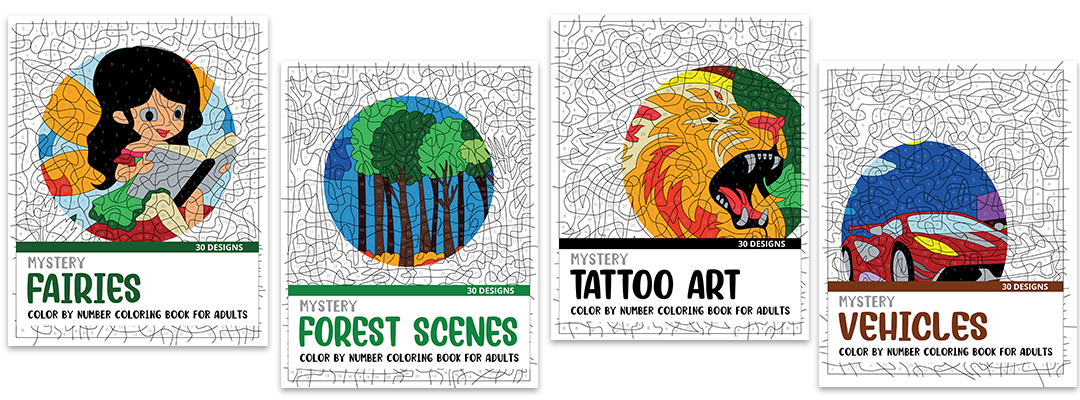 30 DESIGNS
MYSTERY
FAIRIES
COLOR BY NUMBER COLORING BOOK FOR ADULTS
30 DESIGNS
MYSTERY
FOREST SCENES
COLOR BY NUMBER COLORING BOOK FOR ADULTS
30 DESIGNS
MYSTERY
TATTOO ART
COLOR BY NUMBER COLORING BOOK FOR ADULTS
30 DESIGNS
MYSTERY
VEHICLES
COLOR BY NUMBER COLORING BOOK FOR ADULTS